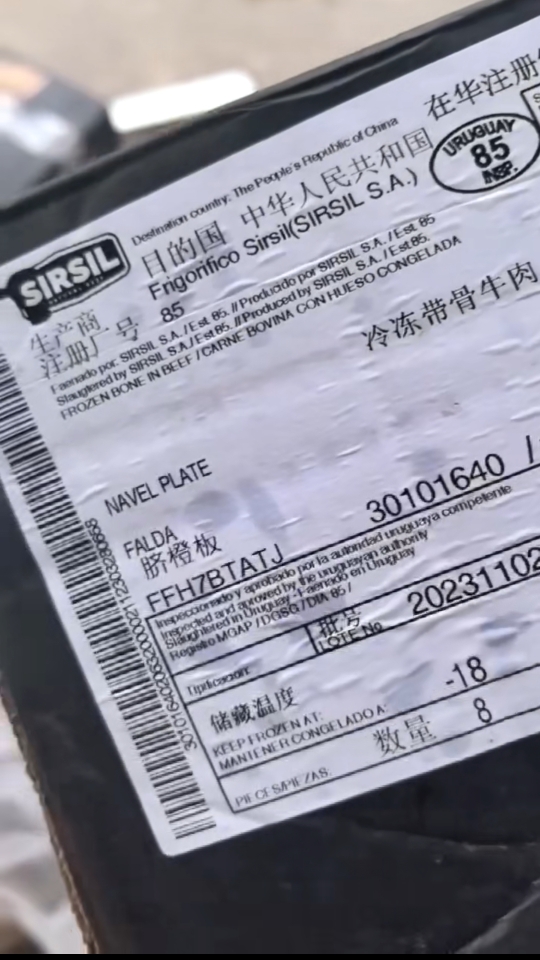 在华注册
Destination country: The People's Republic of China
目的国 中华人民共和国
URUGUAY
85
INSP.
SIRSIL
Frigorifico Sirsil(SIRSIL S.A.)
生产商
注册厂号 85
Faenado por: SIRSIL S.A./Est 85. // Producido por SIRSIL S.A. / Est 85
Slaugtered by SIRSIL S.A./Est85. // Produced by SIRSIL S.A. / Est85.
FROZEN BONE IN BEEF / CARNE BOVINA CON HUESO CONGELADA
冷冻带骨牛肉
NAVEL PLATE
FALDA
脐橙板
30101640 /
FFH7BTATJ
Inspeccionado y aprobado por la autoridad uruguaya competente
Inspected and approved by the uruguayan authority
Slaughtered in Uruguay - Faenado en Uruguay
Registro MGAP / DGSG / DIA 85 /
批号
LOTE No
20231102
Tipificacion:
储藏温度
KEEP FROZEN AT:
MANTENER CONGELADO A:
-18
数量 8
PIECES/PIEZAS: